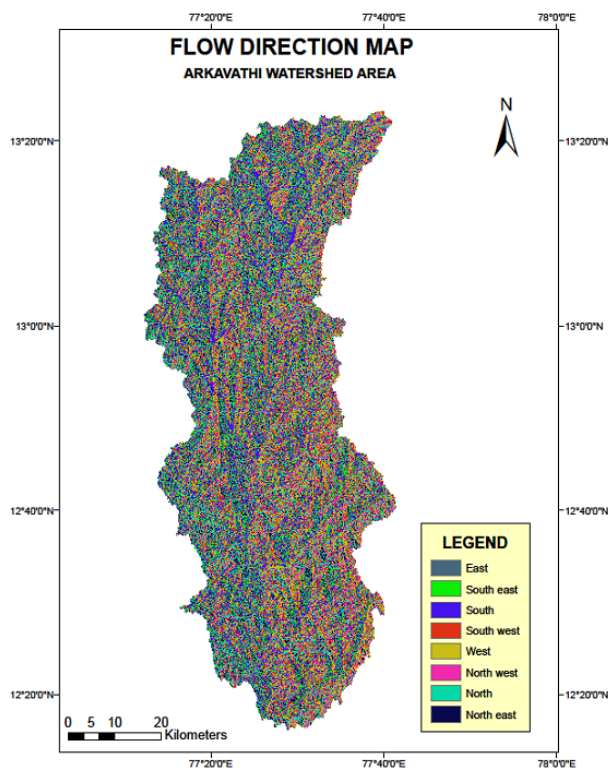 77°20'0"E 77°40'0"E 78°0'0"E
FLOW DIRECTION MAP
ARKAVATHI WATERSHED AREA
N
13°20'0"N 13°20'0"N
13°0'0"N 13°0'0"N
12°40'0"N 12°40'0"N
LEGEND
East
South east
South
South west
West
North west
North
North east
12°20'0"N 12°20'0"N
0 5 10 20
Kilometers
77°20'0"E 77°40'0"E 78°0'0"E